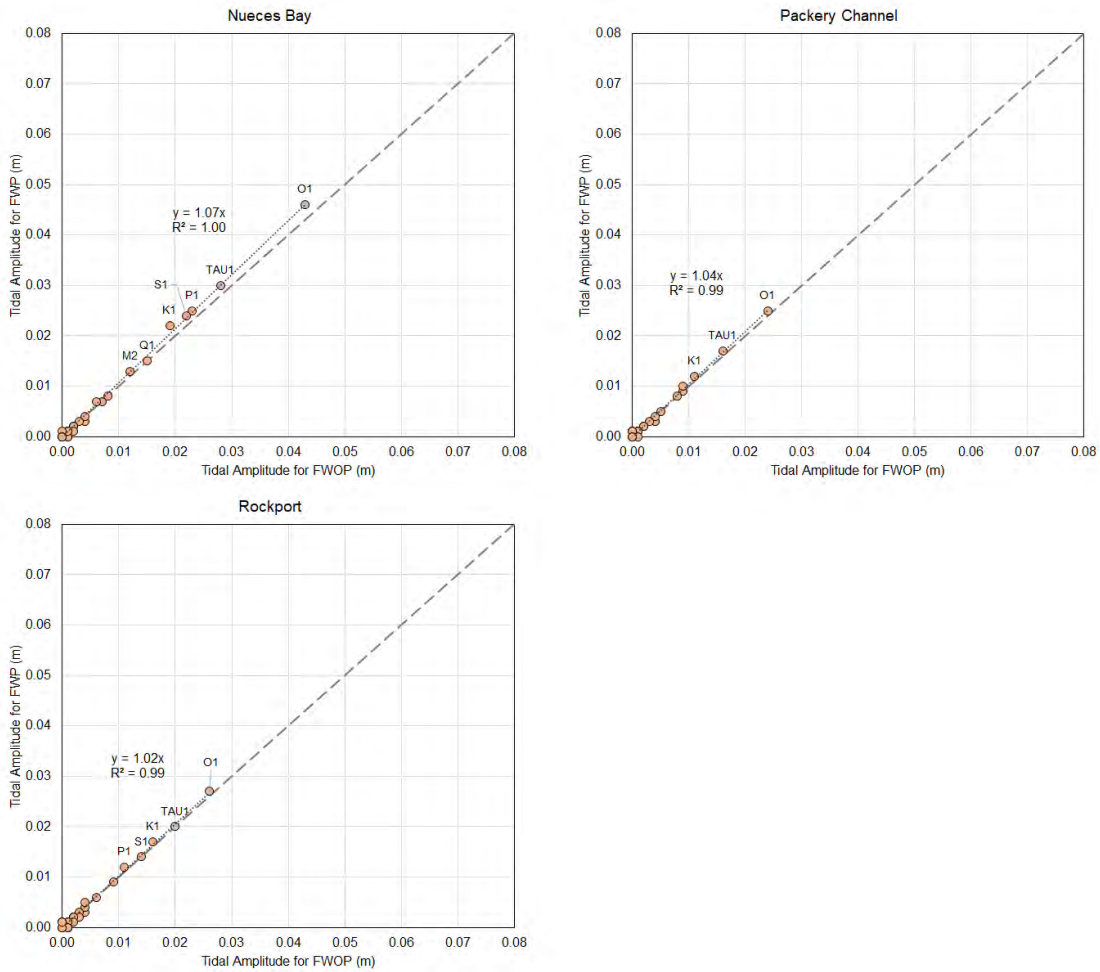 Nueces Bay
0.08
0.07
0.06
0.05
0.04
0.03
0.02
0.01
0.00
Tidal Amplitude for FWP (m)
O1
y = 1.07x
R² = 1.00
TAU1
S1
P1
K1
Q1
M2
0.00 0.01 0.02 0.03 0.04 0.05 0.06 0.07 0.08
Tidal Amplitude for FWOP (m)
Packery Channel
0.08
0.07
0.06
0.05
0.04
0.03
0.02
0.01
0.00
Tidal Amplitude for FWP (m)
y = 1.04x
R² = 0.99
O1
TAU1
K1
0.00 0.01 0.02 0.03 0.04 0.05 0.06 0.07 0.08
Tidal Amplitude for FWOP (m)
Rockport
0.08
0.07
0.06
0.05
0.04
0.03
0.02
0.01
0.00
Tidal Amplitude for FWP (m)
y = 1.02x
R² = 0.99
O1
TAU1
K1
S1
P1
0.00 0.01 0.02 0.03 0.04 0.05 0.06 0.07 0.08
Tidal Amplitude for FWOP (m)